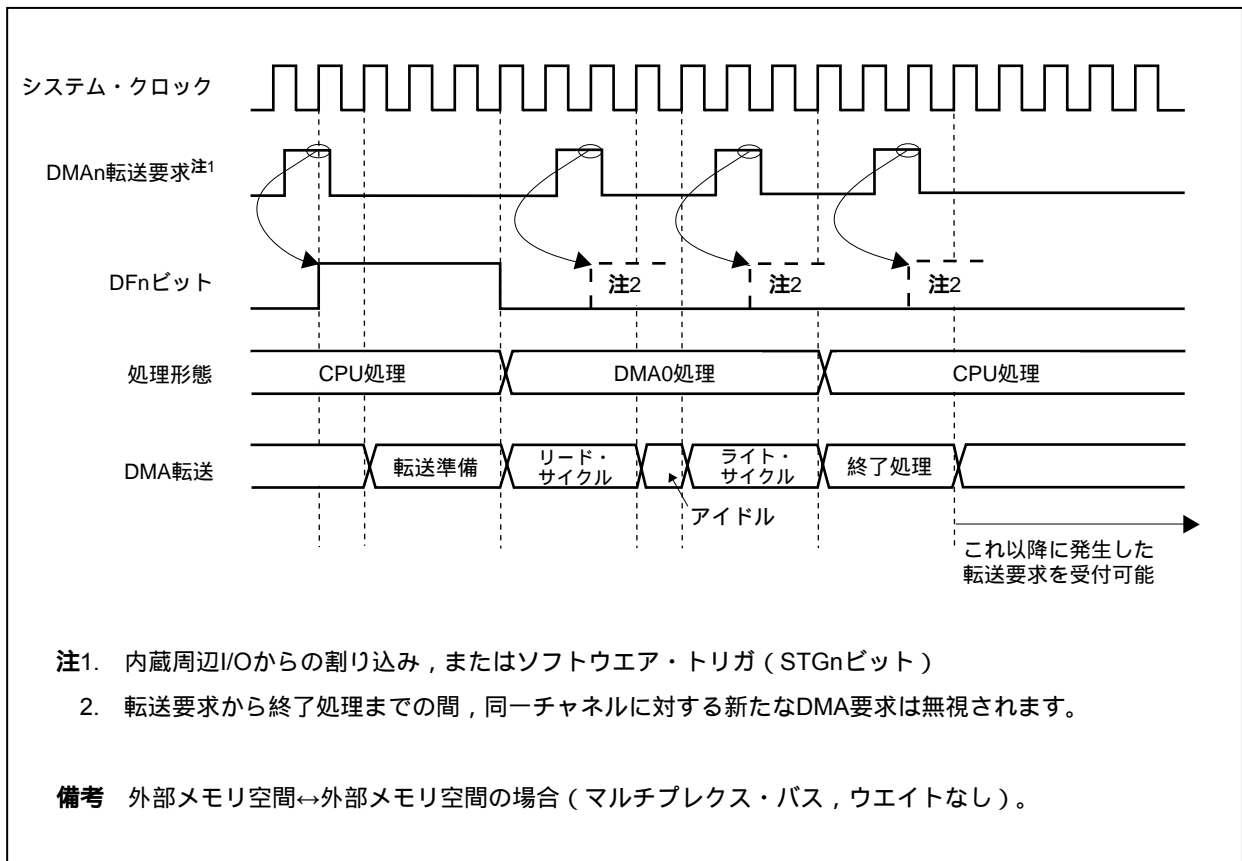 システム・クロック
DMAn転送要求注1
DFnビット
注2
注2
注2
処理形態
CPU処理
DMA0処理
CPU処理
DMA転送
転送準備
リード・
サイクル
ライト・
サイクル
終了処理
アイドル
これ以降に発生した
転送要求を受付可能
注1. 内蔵周辺I/Oからの割り込み，またはソフトウエア・トリガ（STGnビット）
2. 転送要求から終了処理までの間，同一チャネルに対する新たなDMA要求は無視されます。
備考 外部メモリ空間↔外部メモリ空間の場合（マルチプレクス・バス，ウエイトなし）。